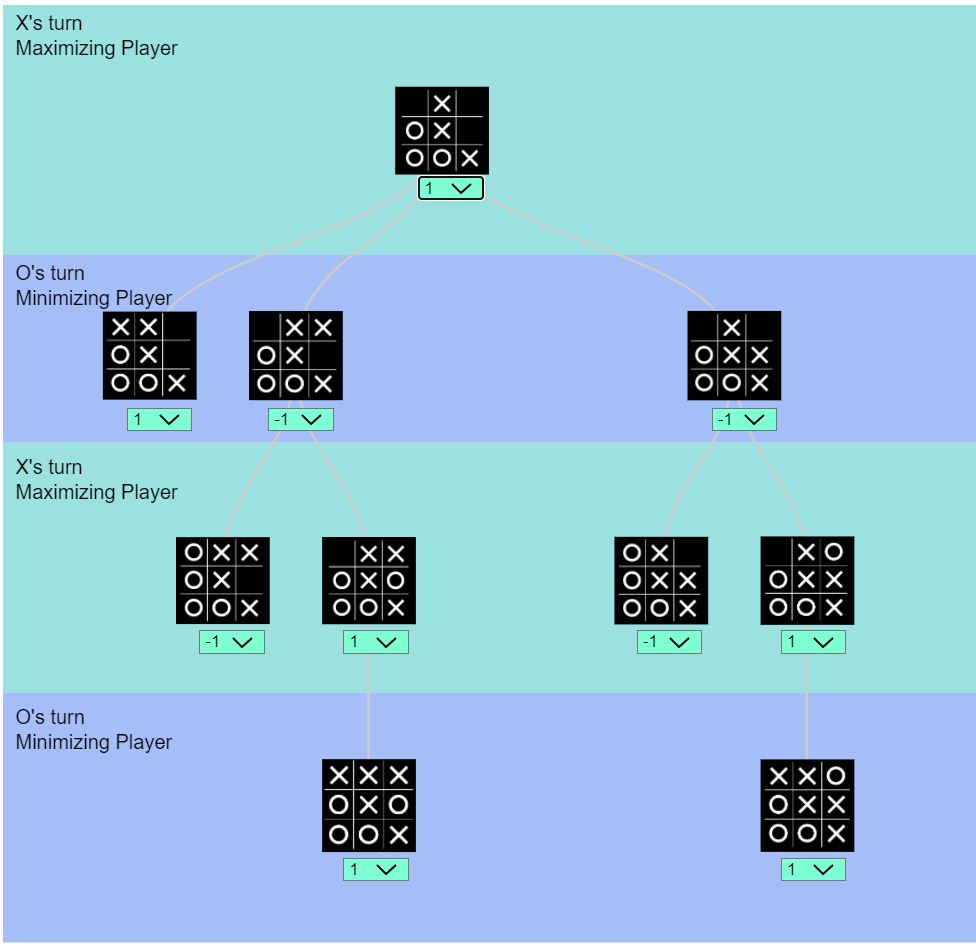 X's turn
Maximizing Player
X
O X
O O X
1
O's turn
Minimizing Player
X X
O X
O O X
1
X X
O X
O O X
-1
X
O X X
O O X
-1
X's turn
Maximizing Player
O X X
O X
O O X
-1
X X
O X O
O O X
1
O X
O X X
O O X
-1
X O
O X X
O O X
1
O's turn
Minimizing Player
X X X
O X O
O O X
1
X X O
O X X
O O X
1